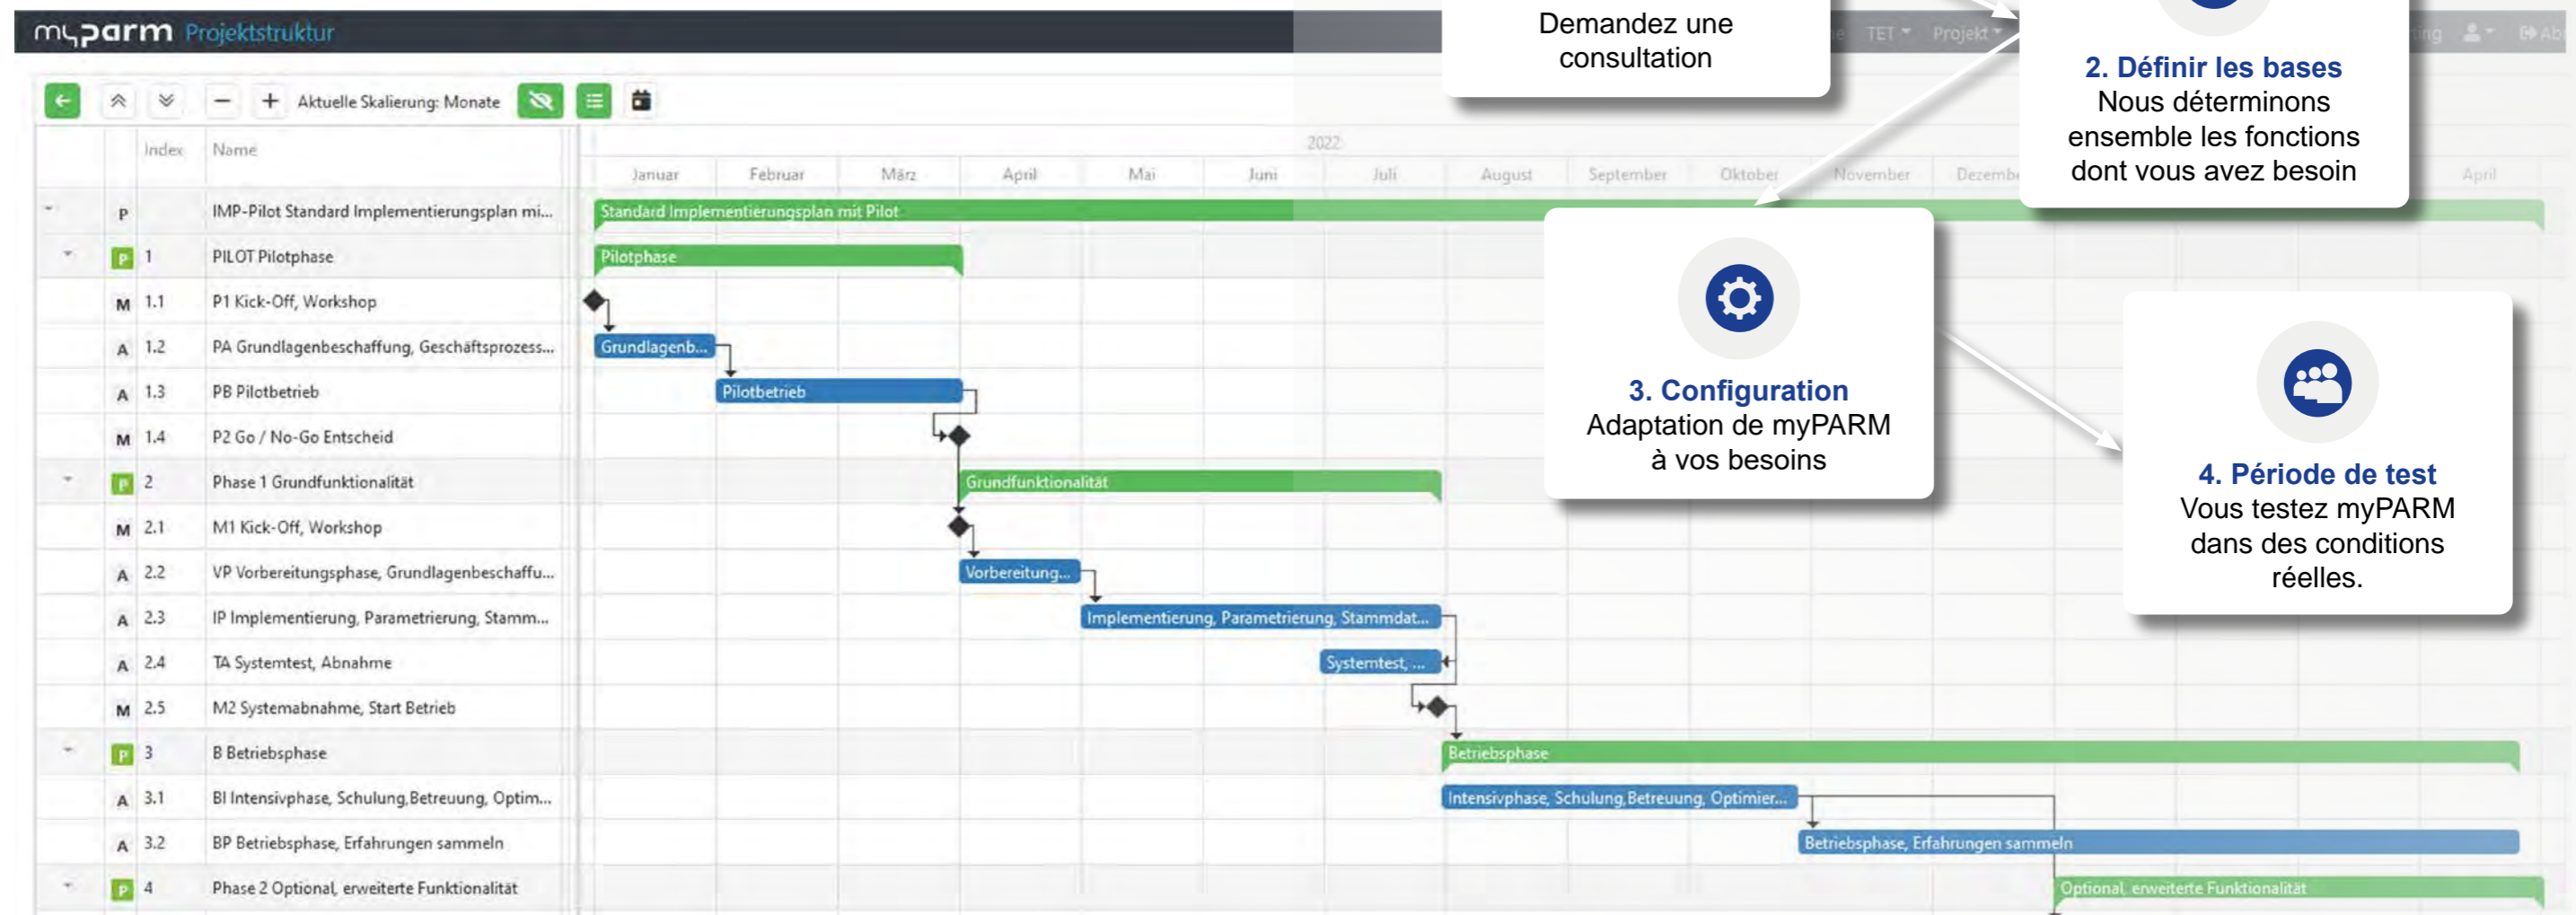 myparm Projektstruktur
TET Projekt
Demandez une
consultation
2. Définir les bases
Nous déterminons
ensemble les fonctions
dont vous avez besoin
Aktuelle Skalierung: Monate
Index Name
2022
Januar Februar März April Mai Juni Juli August September Oktober November Dezembe April
P IMP-Pilot Standard Implementierungsplan mi... Standard Implementierungsplan mit Pilot
P 1 PILOT Pilotphase Pilotphase
M 1.1 P1 Kick-Off, Workshop
A 1.2 PA Grundlagenbeschaffung, Geschäftsprozess... Grundlagenb...
A 1.3 PB Pilotbetrieb Pilotbetrieb
M 1.4 P2 Go / No-Go Entscheid
P 2 Phase 1 Grundfunktionalität Grundfunktionalität
M 2.1 M1 Kick-Off, Workshop
A 2.2 VP Vorbereitungsphase, Grundlagenbeschaffu... Vorbereitung...
A 2.3 IP Implementierung, Parametrierung, Stamm... Implementierung, Parametrierung, Stammdat...
A 2.4 TA Systemtest, Abnahme Systemtest, ...
M 2.5 M2 Systemabnahme, Start Betrieb
P 3 B Betriebsphase Betriebsphase
A 3.1 BI Intensivphase, Schulung,Betreuung, Optim... Intensivphase, Schulung,Betreuung, Optimier...
A 3.2 BP Betriebsphase, Erfahrungen sammeln Betriebsphase, Erfahrungen sammeln
P 4 Phase 2 Optional, erweiterte Funktionalität Optional, erweiterte Funktionalität
3. Configuration
Adaptation de myPARM
à vos besoins
4. Période de test
Vous testez myPARM
dans des conditions
réelles.